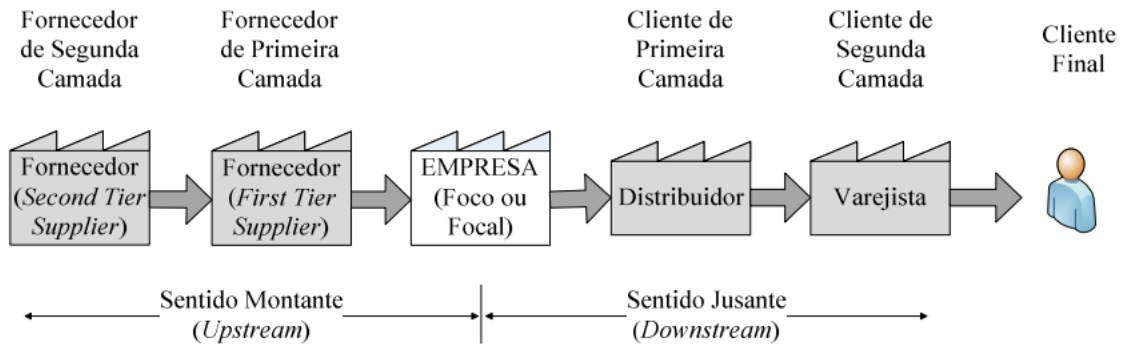 Fornecedor
de Segunda
Camada
Fornecedor
de Primeira
Camada
Cliente de
Primeira
Camada
Cliente de
Segunda
Camada
Cliente
Final
Fornecedor
(Second Tier
Supplier)
Fornecedor
(First Tier
Supplier)
EMPRESA
(Foco ou
Focal)
Distribuidor
Varejista
Sentido Montante
(Upstream)
Sentido Jusante
(Downstream)